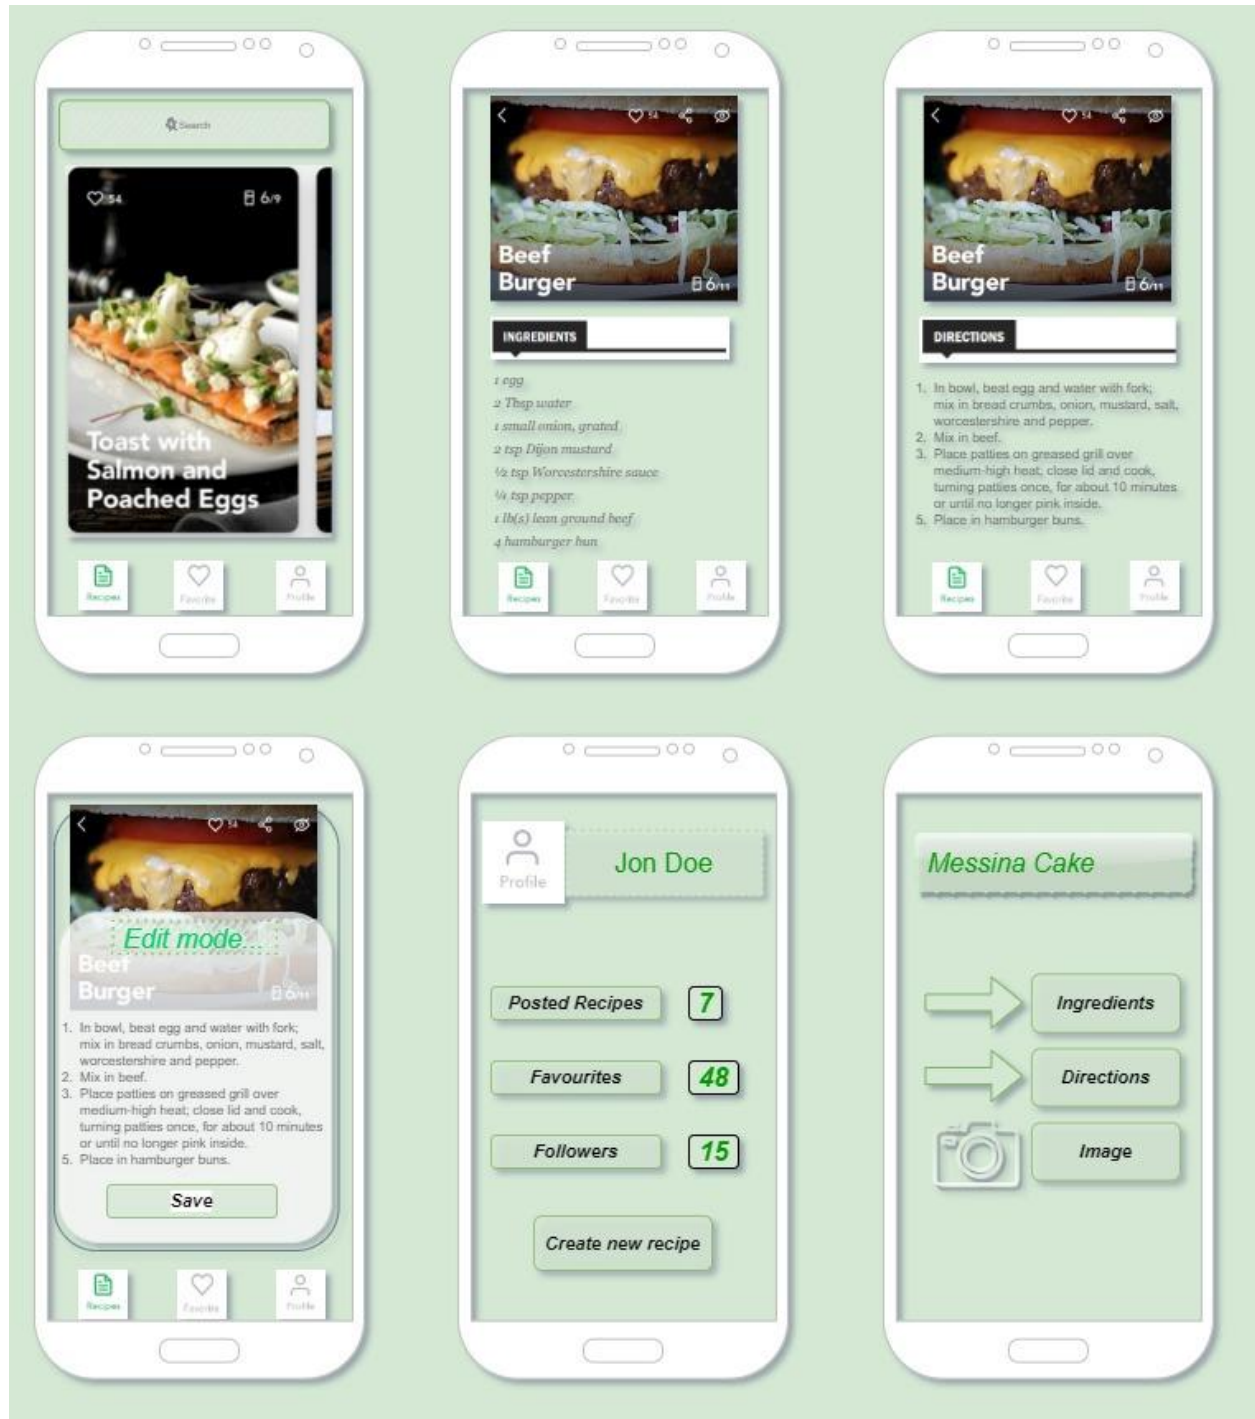 Search
54
6/9
Toast with
Salmon and
Poached Eggs
Recipes
Favorite
Profile
54
Beef
Burger
6/11
INGREDIENTS
1 egg
2 Tbsp water
1 small onion, grated
2 tsp Dijon mustard
½ tsp Worcestershire sauce
¼ tsp pepper
1 lb(s) lean ground beef
4 hamburger bun
Recipes
Favorite
Profile
54
Beef
Burger
6/11
DIRECTIONS
1. In bowl, beat egg and water with fork;
mix in bread crumbs, onion, mustard, salt,
worcestershire and pepper.
2. Mix in beef.
3. Place patties on greased grill over
medium-high heat; close lid and cook,
turning patties once, for about 10 minutes
or until no longer pink inside.
5. Place in hamburger buns.
Recipes
Favorite
Profile
54
Edit mode...
Beef
Burger
6/11
1. In bowl, beat egg and water with fork;
mix in bread crumbs, onion, mustard, salt,
worcestershire and pepper.
2. Mix in beef.
3. Place patties on greased grill over
medium-high heat; close lid and cook,
turning patties once, for about 10 minutes
or until no longer pink inside.
5. Place in hamburger buns.
Save
Recipes
Favorite
Profile
Profile
Jon Doe
Posted Recipes 7
Favourites 48
Followers 15
Create new recipe
Messina Cake
Ingredients
Directions
Image